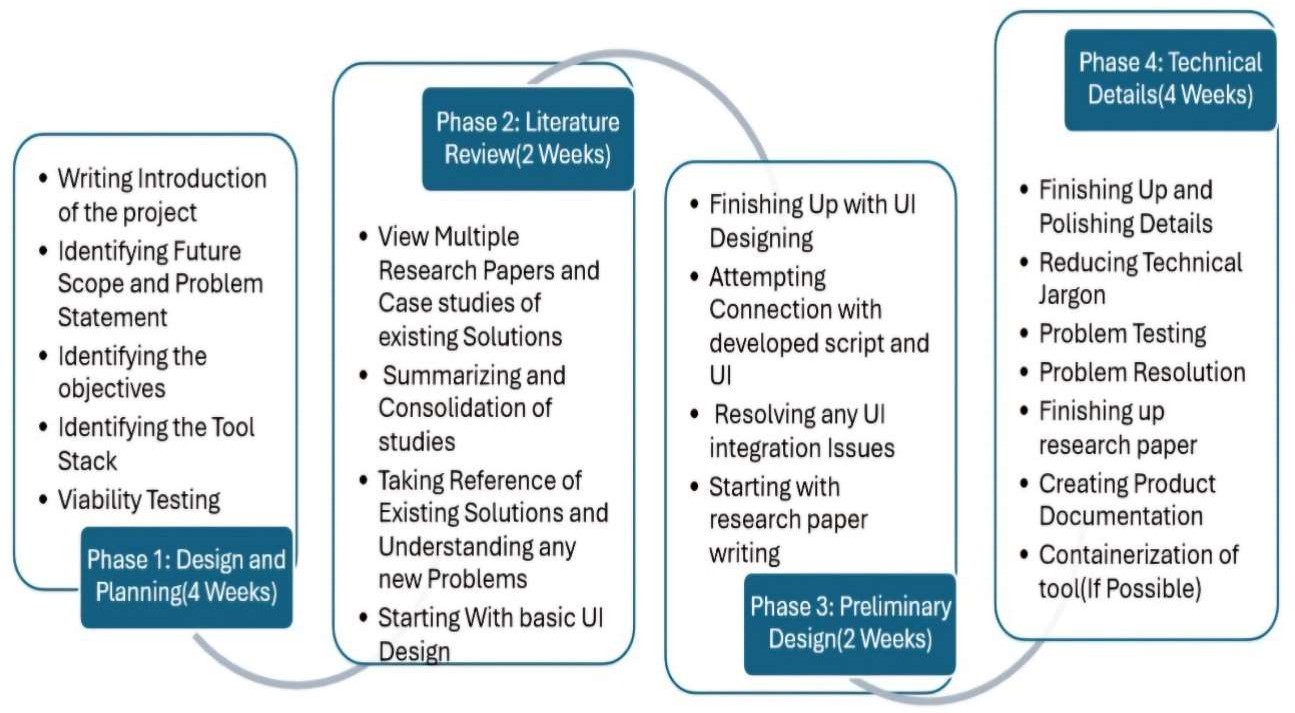 • Writing Introduction
of the project
• Identifying Future
Scope and Problem
Statement
• Identifying the
objectives
• Identifying the Tool
Stack
• Viability Testing
Phase 1: Design and
Planning(4 Weeks)
Phase 2: Literature
Review(2 Weeks)
• View Multiple
Research Papers and
Case studies of
existing Solutions
• Summarizing and
Consolidation of
studies
• Taking Reference of
Existing Solutions and
Understanding any
new Problems
• Starting With basic UI
Design
• Finishing Up with UI
Designing
• Attempting
Connection with
developed script and
UI
• Resolving any UI
integration Issues
• Starting with
research paper
writing
Phase 3: Preliminary
Design(2 Weeks)
Phase 4: Technical
Details(4 Weeks)
• Finishing Up and
Polishing Details
• Reducing Technical
Jargon
• Problem Testing
• Problem Resolution
• Finishing up
research paper
• Creating Product
Documentation
• Containerization of
tool(If Possible)